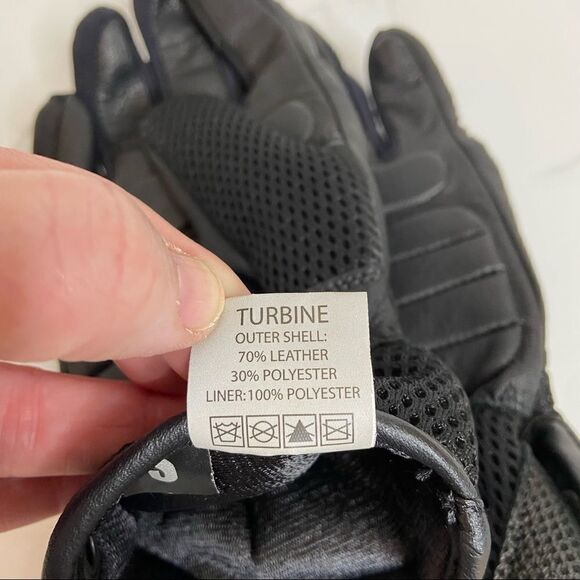 TURBINE
OUTER SHELL:
70% LEATHER
30% POLYESTER
LINER:100% POLYESTER
S